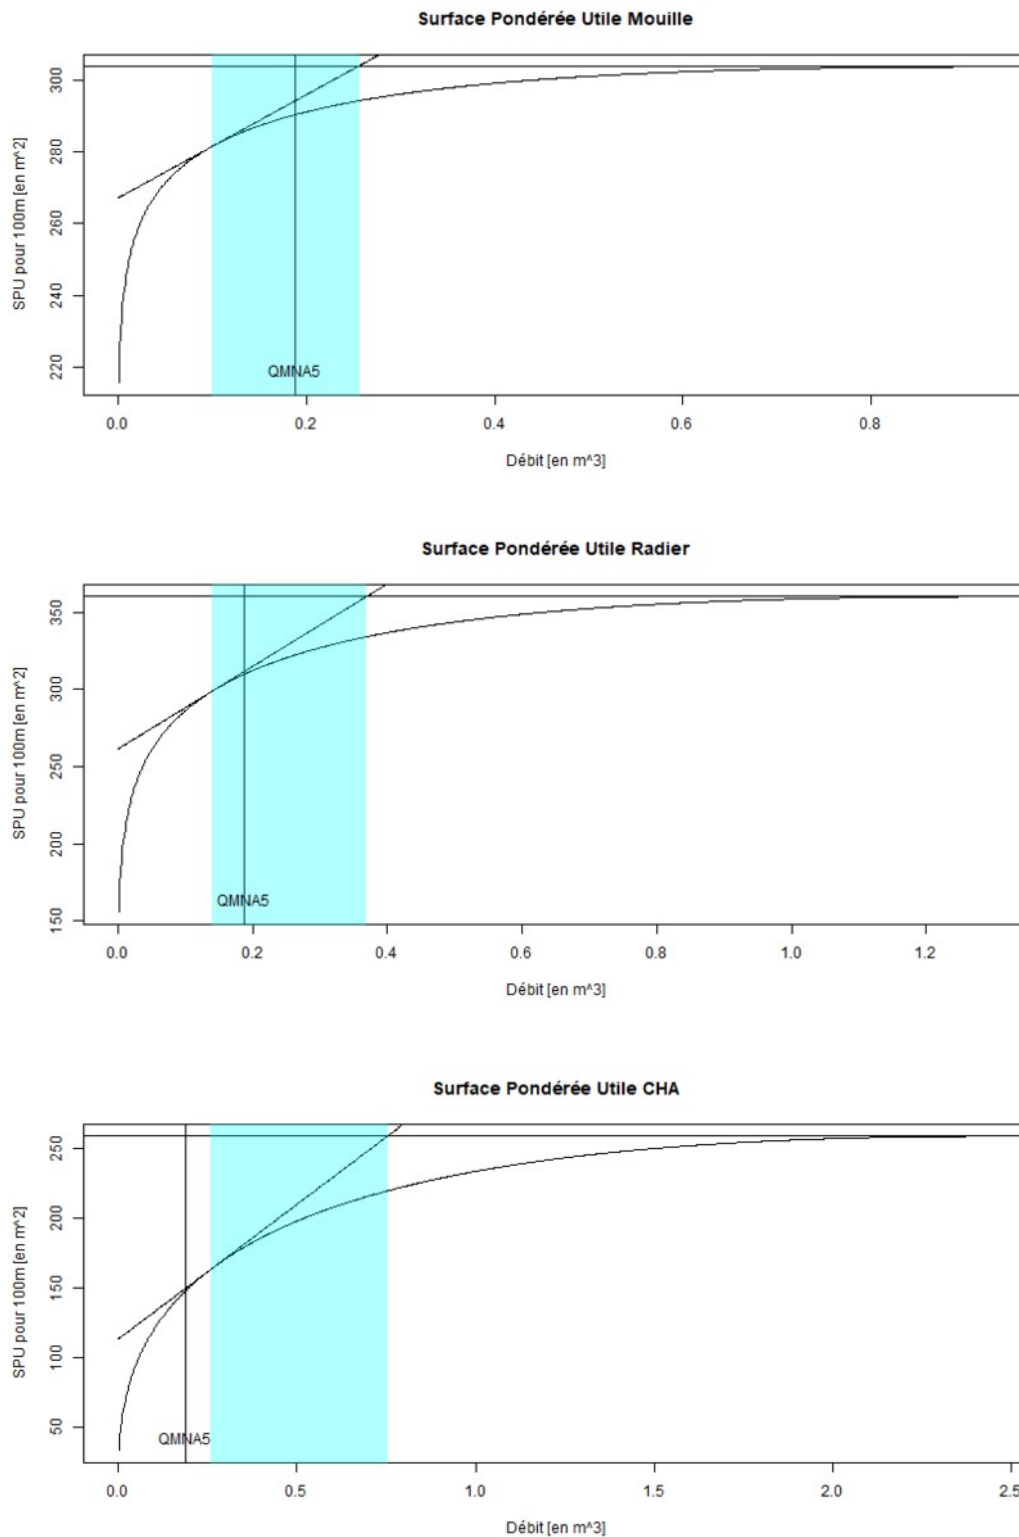 Surface Pondérée Utile Mouille
SPU pour 100m [en m^2]
300
280
260
240
220
QMNA5
0.0 0.2 0.4 0.6 0.8
Débit [en m^3]
Surface Pondérée Utile Radier
SPU pour 100m [en m^2]
350
300
250
200
150
QMNA5
0.0 0.2 0.4 0.6 0.8 1.0 1.2
Débit [en m^3]
Surface Pondérée Utile CHA
SPU pour 100m [en m^2]
250
200
150
100
50
QMNA5
0.0 0.5 1.0 1.5 2.0 2.5
Débit [en m^3]